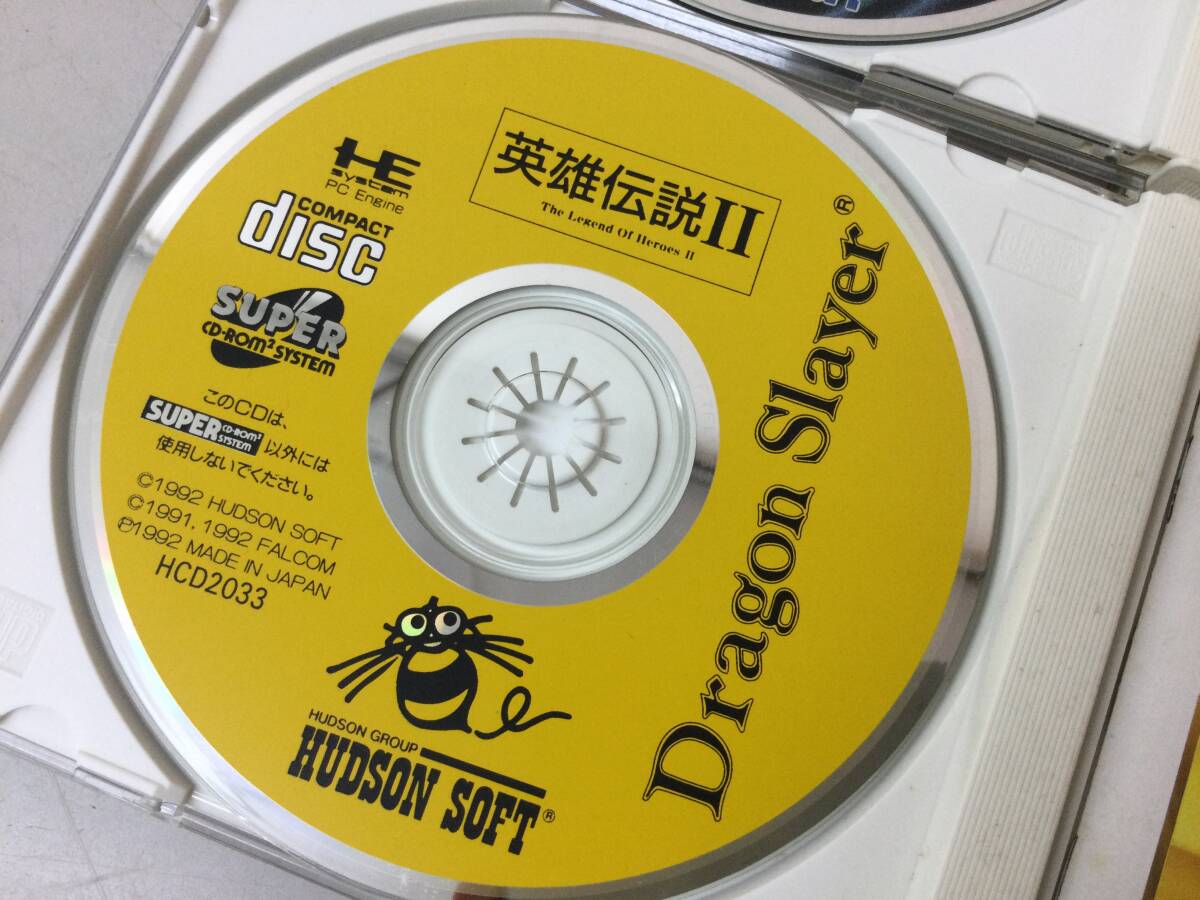 英雄伝説II
The Legend Of Heroes II
Dragon Slayer®
HE
System
PC Engine
COMPACT
disc
SUPER
CD-ROM² SYSTEM
このCDは、
SUPER CD-ROM² SYSTEM 以外には
使用しないでください。
©1992 HUDSON SOFT
©1991, 1992 FALCOM
℗1992 MADE IN JAPAN
HCD2033
HUDSON GROUP
HUDSON SOFT®